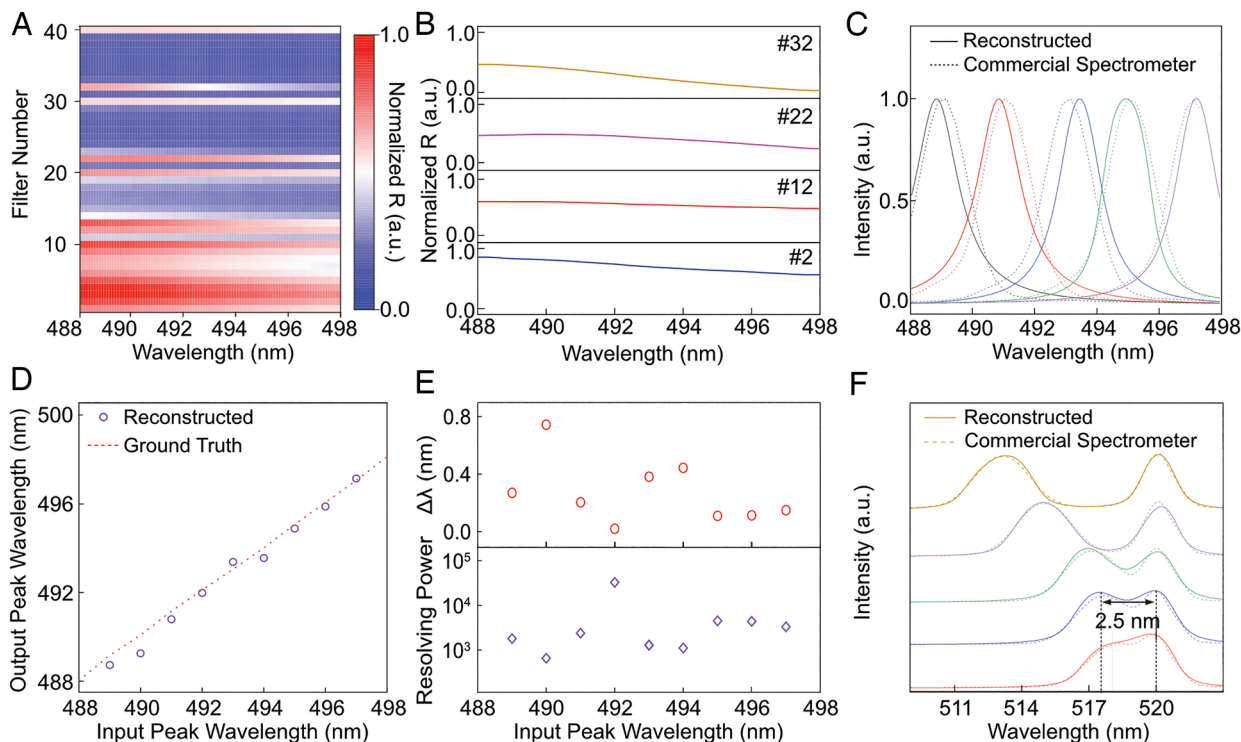 A
40
30
20
10
Filter Number
488 490 492 494 496 498
Wavelength (nm)
1.0
0.0
Normalized R (a.u.)
B
1.0
0.0
#32
1.0
0.0
#22
1.0
0.0
#12
1.0
0.0
#2
Normalized R (a.u.)
488 490 492 494 496 498
Wavelength (nm)
C
Reconstructed
Commercial Spectrometer
1.0
0.5
0.0
Intensity (a.u.)
488 490 492 494 496 498
Wavelength (nm)
D
500
496
492
488
Output Peak Wavelength (nm)
Reconstructed
Ground Truth
488 490 492 494 496 498
Input Peak Wavelength (nm)
E
0.8
0.4
0.0
Δλ (nm)
10⁵
10⁴
10³
Resolving Power
488 490 492 494 496 498
Input Peak Wavelength (nm)
F
Reconstructed
Commercial Spectrometer
2.5 nm
Intensity (a.u.)
511 514 517 520
Wavelength (nm)